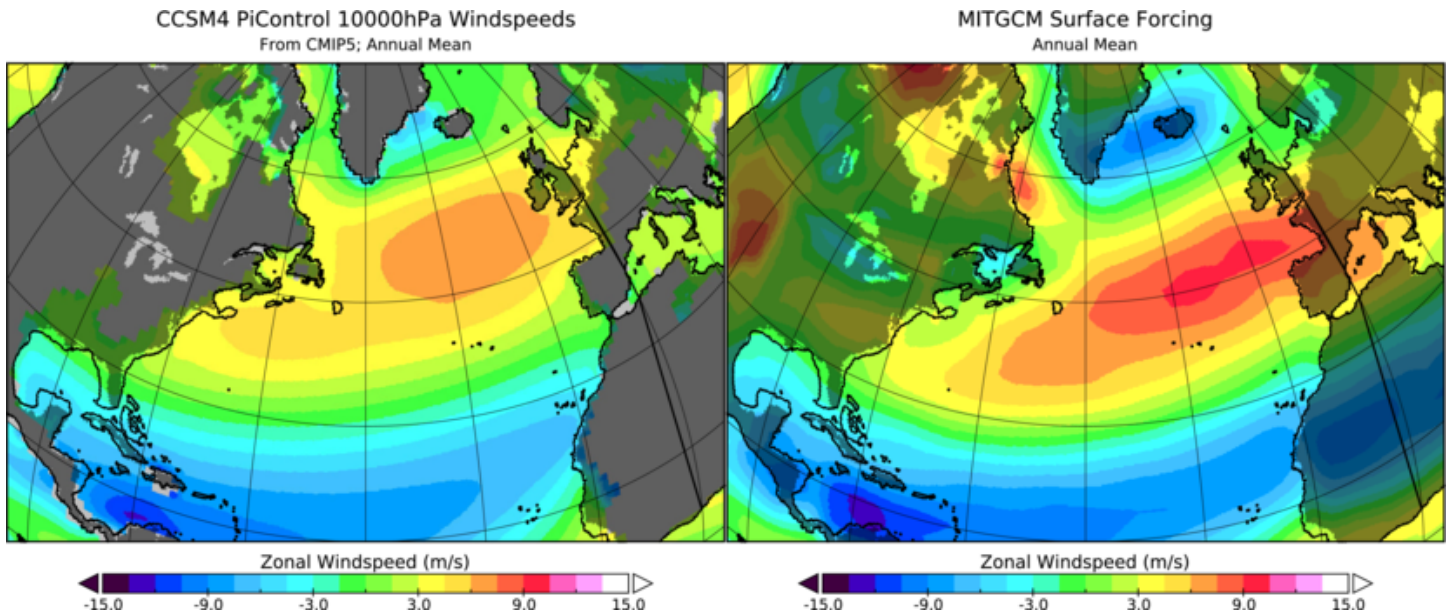 CCSM4 PiControl 10000hPa Windspeeds
From CMIP5; Annual Mean
MITGCM Surface Forcing
Annual Mean
Zonal Windspeed (m/s)
-15.0 -9.0 -3.0 3.0 9.0 15.0
Zonal Windspeed (m/s)
-15.0 -9.0 -3.0 3.0 9.0 15.0